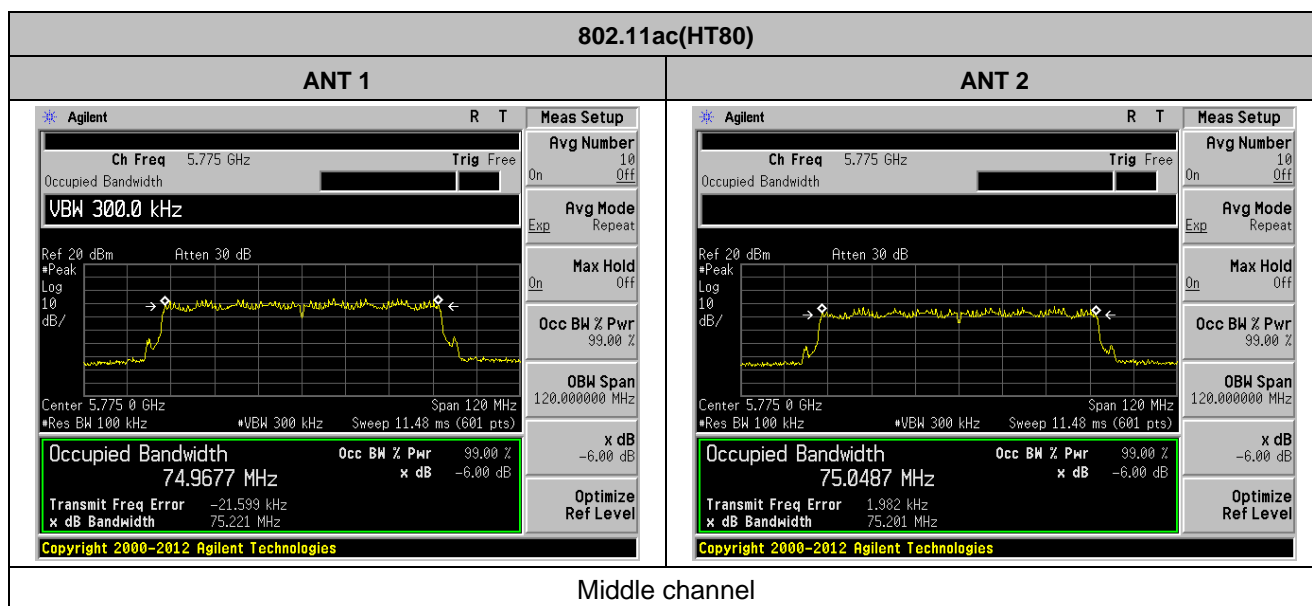 802.11ac(HT80)
ANT 1
ANT 2
Agilent R T
Ch Freq 5.775 GHz Trig Free
Occupied Bandwidth
VBW 300.0 kHz
Ref 20 dBm Atten 30 dB
#Peak
Log
10
dB/
Center 5.775 0 GHz Span 120 MHz
#Res BW 100 kHz #VBW 300 kHz Sweep 11.48 ms (601 pts)
Occupied Bandwidth Occ BW % Pwr 99.00 %
74.9677 MHz x dB -6.00 dB
Transmit Freq Error -21.599 kHz
x dB Bandwidth 75.221 MHz
Copyright 2000-2012 Agilent Technologies
Meas Setup
Avg Number
10
On Off
Avg Mode
Exp Repeat
Max Hold
On Off
Occ BW % Pwr
99.00 %
OBW Span
120.000000 MHz
x dB
-6.00 dB
Optimize
Ref Level
Agilent R T
Ch Freq 5.775 GHz Trig Free
Occupied Bandwidth
Ref 20 dBm Atten 30 dB
#Peak
Log
10
dB/
Center 5.775 0 GHz Span 120 MHz
#Res BW 100 kHz #VBW 300 kHz Sweep 11.48 ms (601 pts)
Occupied Bandwidth Occ BW % Pwr 99.00 %
75.0487 MHz x dB -6.00 dB
Transmit Freq Error 1.982 kHz
x dB Bandwidth 75.201 MHz
Copyright 2000-2012 Agilent Technologies
Meas Setup
Avg Number
10
On Off
Avg Mode
Exp Repeat
Max Hold
On Off
Occ BW % Pwr
99.00 %
OBW Span
120.000000 MHz
x dB
-6.00 dB
Optimize
Ref Level
Middle channel